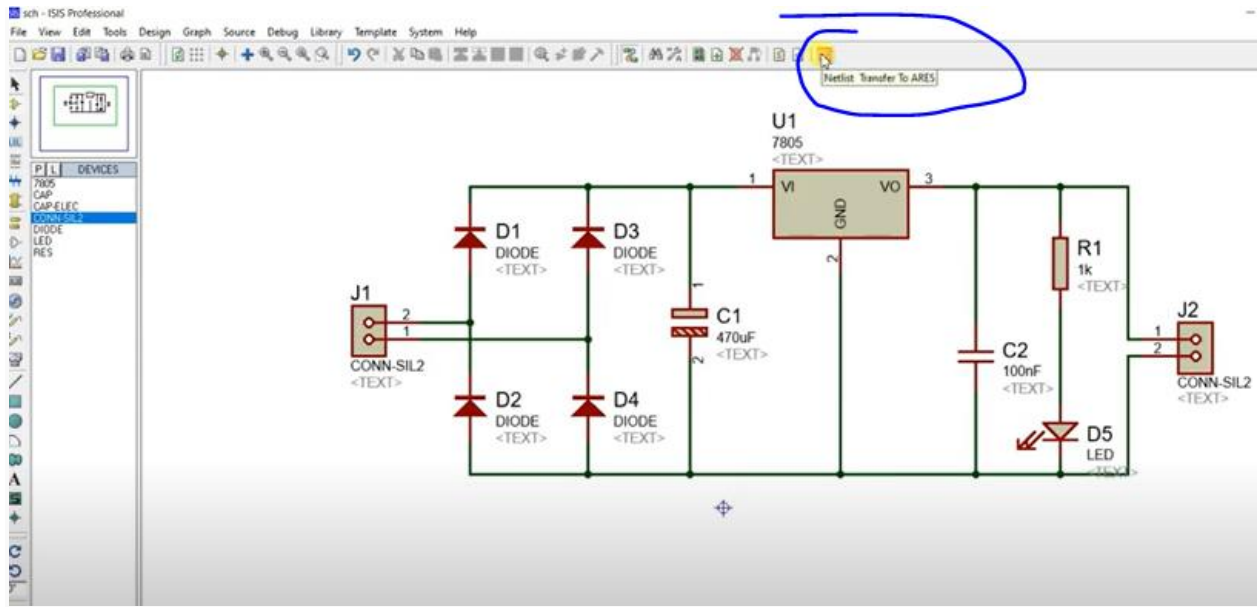 sch - ISIS Professional
File View Edit Tools Design Graph Source Debug Library Template System Help
Netlist Transfer To ARES
P L DEVICES
7805
CAP
CAP-ELEC
CONN-SIL2
DIODE
LED
RES
U1
7805
<TEXT>
1 VI VO 3
GND
2
D1
DIODE
<TEXT>
D3
DIODE
<TEXT>
R1
1k
<TEXT>
J1
2
1
CONN-SIL2
<TEXT>
1
C1
470uF
<TEXT>
2
C2
100nF
<TEXT>
J2
1
2
CONN-SIL2
<TEXT>
D2
DIODE
<TEXT>
D4
DIODE
<TEXT>
D5
LED
<TEXT>
A